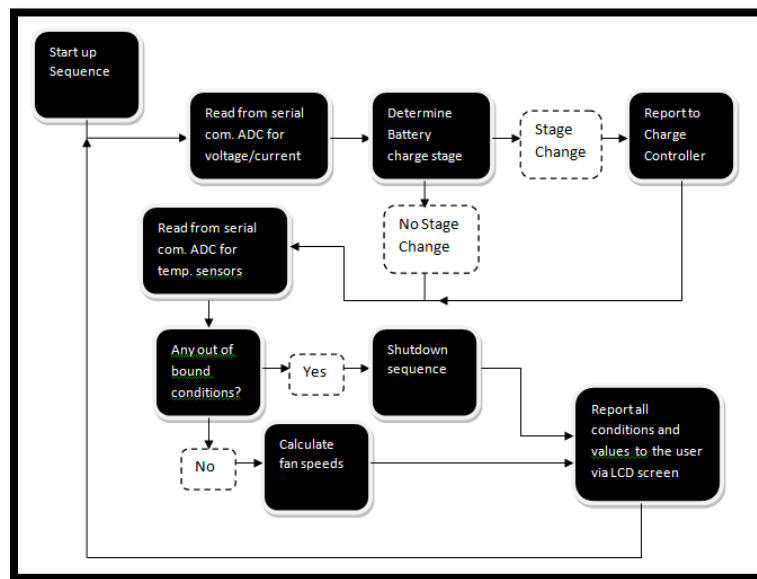 Start up
Sequence
Read from serial
com. ADC for
voltage/current
Determine
Battery
charge stage
Stage
Change
Report to
Charge
Controller
No Stage
Change
Read from serial
com. ADC for
temp. sensors
Any out of
bound
conditions?
Yes
Shutdown
sequence
No
Calculate
fan speeds
Report all
conditions and
values to the user
via LCD screen